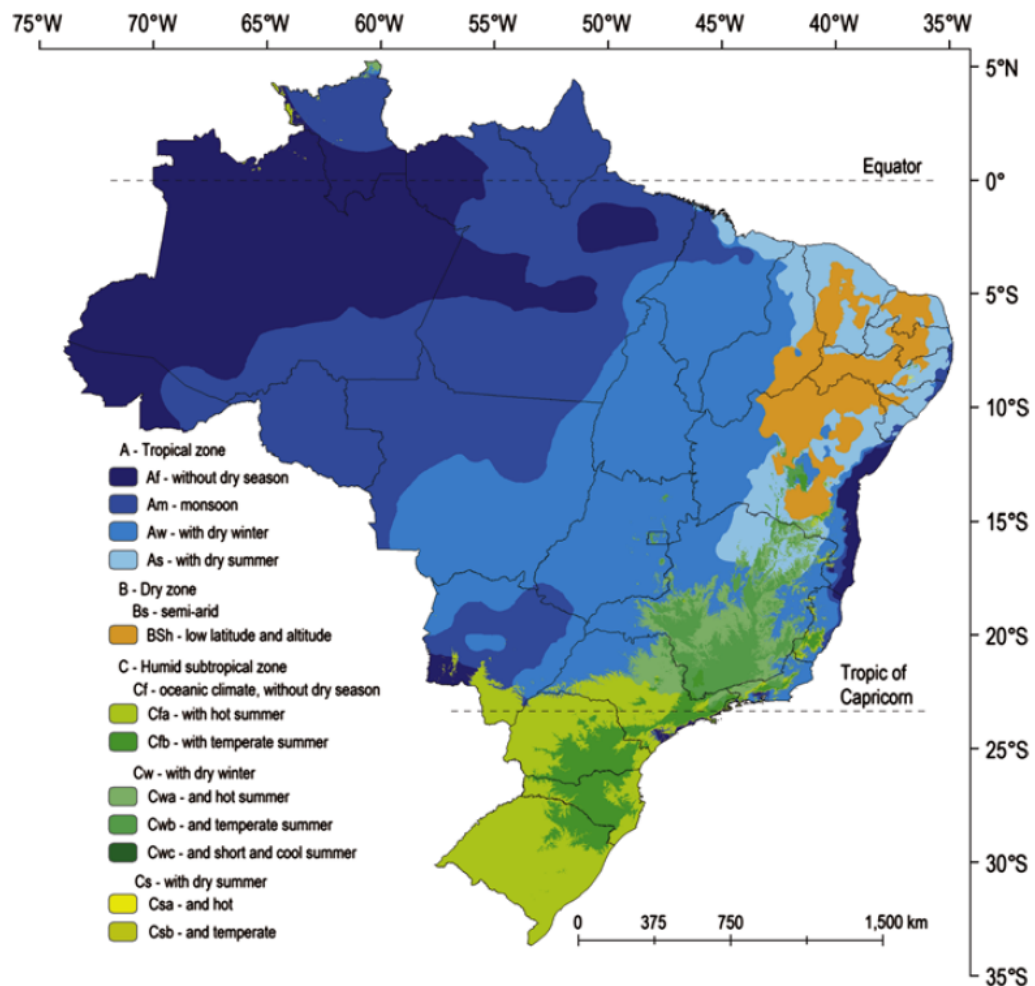 75°W 70°W 65°W 60°W 55°W 50°W 45°W 40°W 35°W
5°N
Equator
0°
5°S
10°S
A - Tropical zone
Af - without dry season
Am - monsoon
Aw - with dry winter
As - with dry summer
15°S
B - Dry zone
Bs - semi-arid
BSh - low latitude and altitude
20°S
C - Humid subtropical zone
Cf - oceanic climate, without dry season
Cfa - with hot summer
Cfb - with temperate summer
Tropic of
Capricorn
25°S
Cw - with dry winter
Cwa - and hot summer
Cwb - and temperate summer
Cwc - and short and cool summer
30°S
Cs - with dry summer
Csa - and hot
Csb - and temperate
0 375 750 1,500 km
35°S